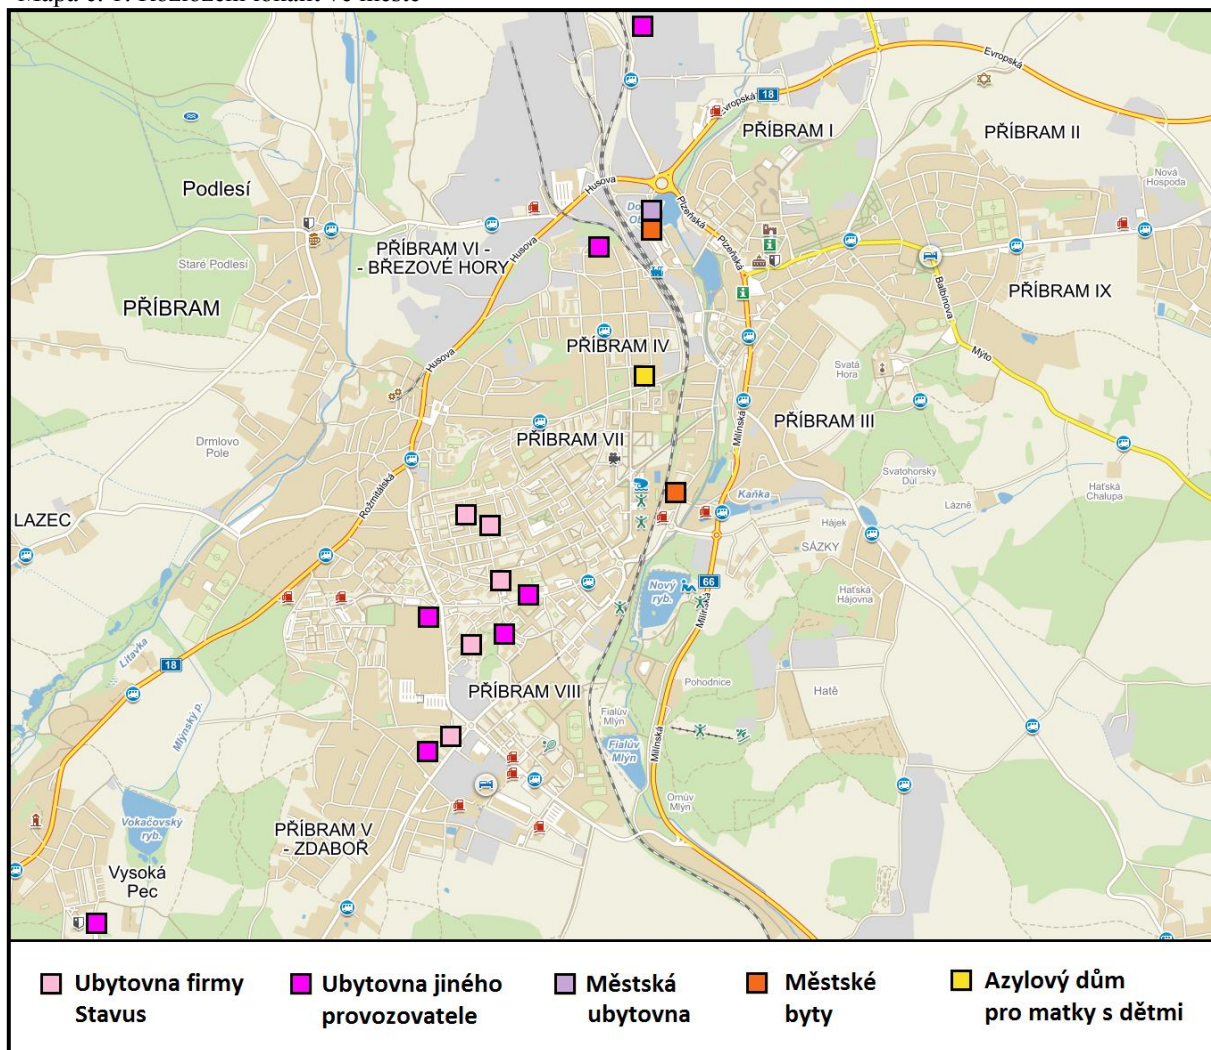 Mapa č. 1: Rozložení lokalit ve městě
Evropská
18
Evropská
PŘÍBRAM I
PŘÍBRAM II
Nová
Hospoda
Podlesí
Husova
Plzeňská
PŘÍBRAM VI -
- BŘEZOVÉ HORY
Husova
Plzeňská
Staré Podlesí
PŘÍBRAM
PŘÍBRAM IX
Balbínova
PŘÍBRAM IV
Husova
Mýto
Svatá
Hora
PŘÍBRAM III
Milínská
PŘÍBRAM VII
Drmlovo
Pole
Svatohorský
Důl
Haťská
Chalupa
Rožmitálská
Kaňka
Lázně
LAZEC
Hájek
SÁZKY
66
Nový
ryb.
Milínská
Haťská
Hájovna
Litavka
18
Mlýnský p.
PŘÍBRAM VIII
Pohodnice
Hatě
Fialův
Mlýn
Fialův
Mlýn
Milínská
Ornův
Mlýn
Vokačovský
ryb.
PŘÍBRAM V
- ZDABOŘ
Vysoká
Pec
Ubytovna firmy
Stavus
Ubytovna jiného
provozovatele
Městská
ubytovna
Městské
byty
Azylový dům
pro matky s dětmi